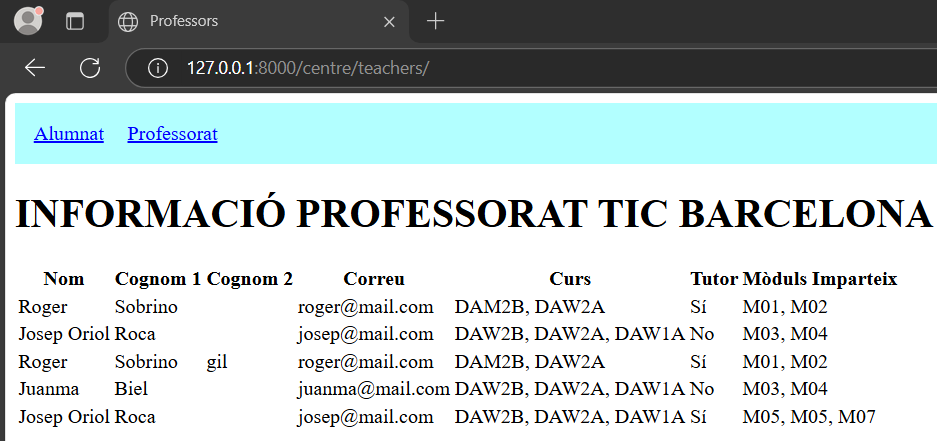 Professors
127.0.0.1:8000/centre/teachers/
Alumnat Professorat
INFORMACIÓ PROFESSORAT TIC BARCELONA
Nom Cognom 1 Cognom 2 Correu Curs Tutor Mòduls Imparteix
Roger Sobrino roger@mail.com DAM2B, DAW2A Sí M01, M02
Josep Oriol Roca josep@mail.com DAW2B, DAW2A, DAW1A No M03, M04
Roger Sobrino gil roger@mail.com DAM2B, DAW2A Sí M01, M02
Juanma Biel juanma@mail.com DAW2B, DAW2A, DAW1A No M03, M04
Josep Oriol Roca josep@mail.com DAW2B, DAW2A, DAW1A Sí M05, M05, M07